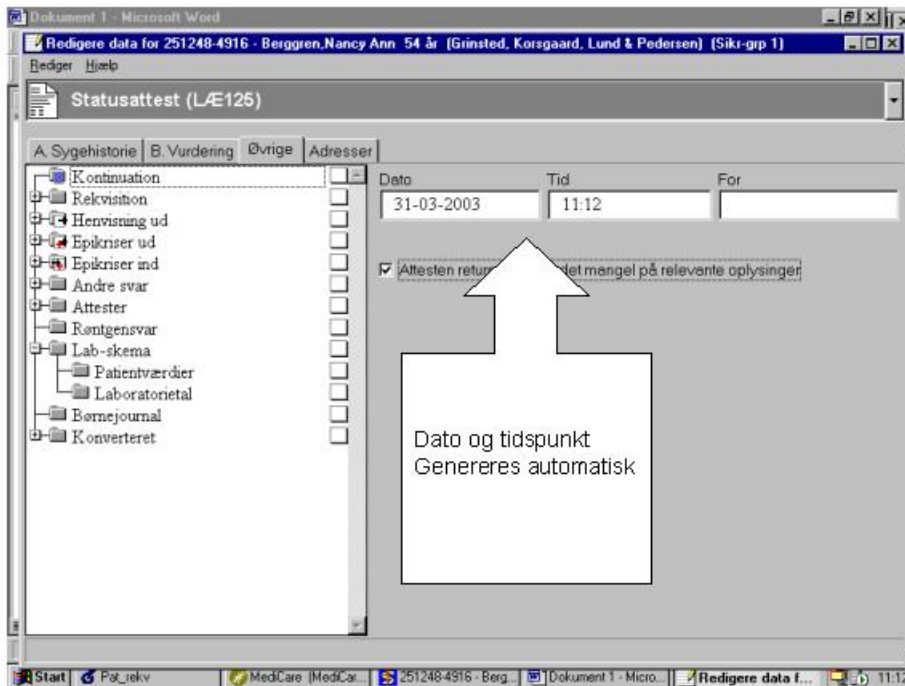 Dokument 1 - Microsoft Word
Redigere data for 251248-4916 - Berggren,Nancy Ann 54 år (Grinsted, Korsgaard, Lund & Pedersen) (Sikr-grp 1)
Rediger Hjælp
Statusattest (LÆ125)
A. Sygehistorie B. Vurdering Øvrige Adresser
Kontinuation
Rekvisition
Henvisning ud
Epikriser ud
Epikriser ind
Andre svar
Attester
Røntgensvar
Lab-skema
Patientværdier
Laboratorietal
Børnejournal
Konverteret
Dato Tid For
31-03-2003 11:12
Attesten retur det mangel på relevante oplysinger
Dato og tidspunkt
Genereres automatisk
Start Pat_rekv MediCare (MediCar... 251248-4916 - Berg... Dokument 1 - Micro... Redigere data f... 11:12